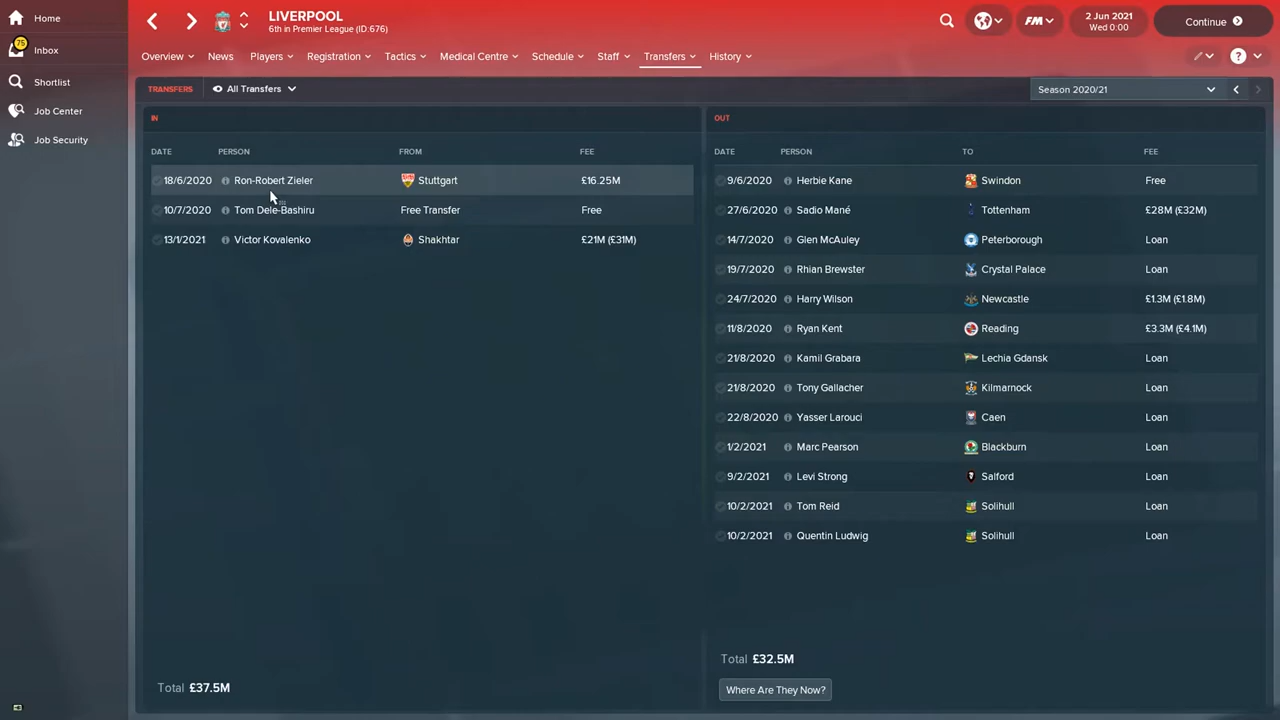 Home
75
Inbox
Shortlist
Job Center
Job Security
LIVERPOOL
6th in Premier League (ID:676)
FM
2 Jun 2021
Wed 0:00
Continue
Overview
News
Players
Registration
Tactics
Medical Centre
Schedule
Staff
Transfers
History
?
TRANSFERS
All Transfers
Season 2020/21
IN
DATE PERSON FROM FEE
18/6/2020 Ron-Robert Zieler Stuttgart £16.25M
10/7/2020 Tom Dele-Bashiru Free Transfer Free
13/1/2021 Victor Kovalenko Shakhtar £21M (£31M)
Total £37.5M
OUT
DATE PERSON TO FEE
9/6/2020 Herbie Kane Swindon Free
27/6/2020 Sadio Mané Tottenham £28M (£32M)
14/7/2020 Glen McAuley Peterborough Loan
19/7/2020 Rhian Brewster Crystal Palace Loan
24/7/2020 Harry Wilson Newcastle £1.3M (£1.8M)
11/8/2020 Ryan Kent Reading £3.3M (£4.1M)
21/8/2020 Kamil Grabara Lechia Gdansk Loan
21/8/2020 Tony Gallacher Kilmarnock Loan
22/8/2020 Yasser Larouci Caen Loan
1/2/2021 Marc Pearson Blackburn Loan
9/2/2021 Levi Strong Salford Loan
10/2/2021 Tom Reid Solihull Loan
10/2/2021 Quentin Ludwig Solihull Loan
Total £32.5M
Where Are They Now?